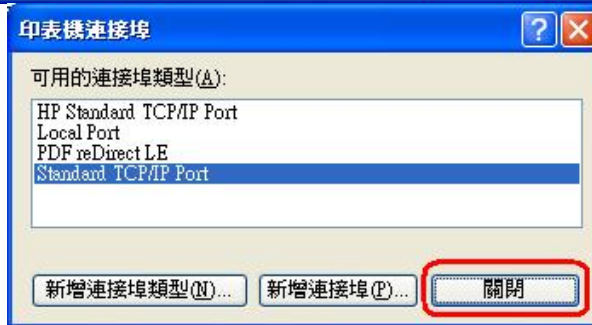 印表機連接埠
可用的連接埠類型(A):
HP Standard TCP/IP Port
Local Port
PDF reDirect LE
Standard TCP/IP Port
新增連接埠類型(N)... 新增連接埠(P)... 關閉